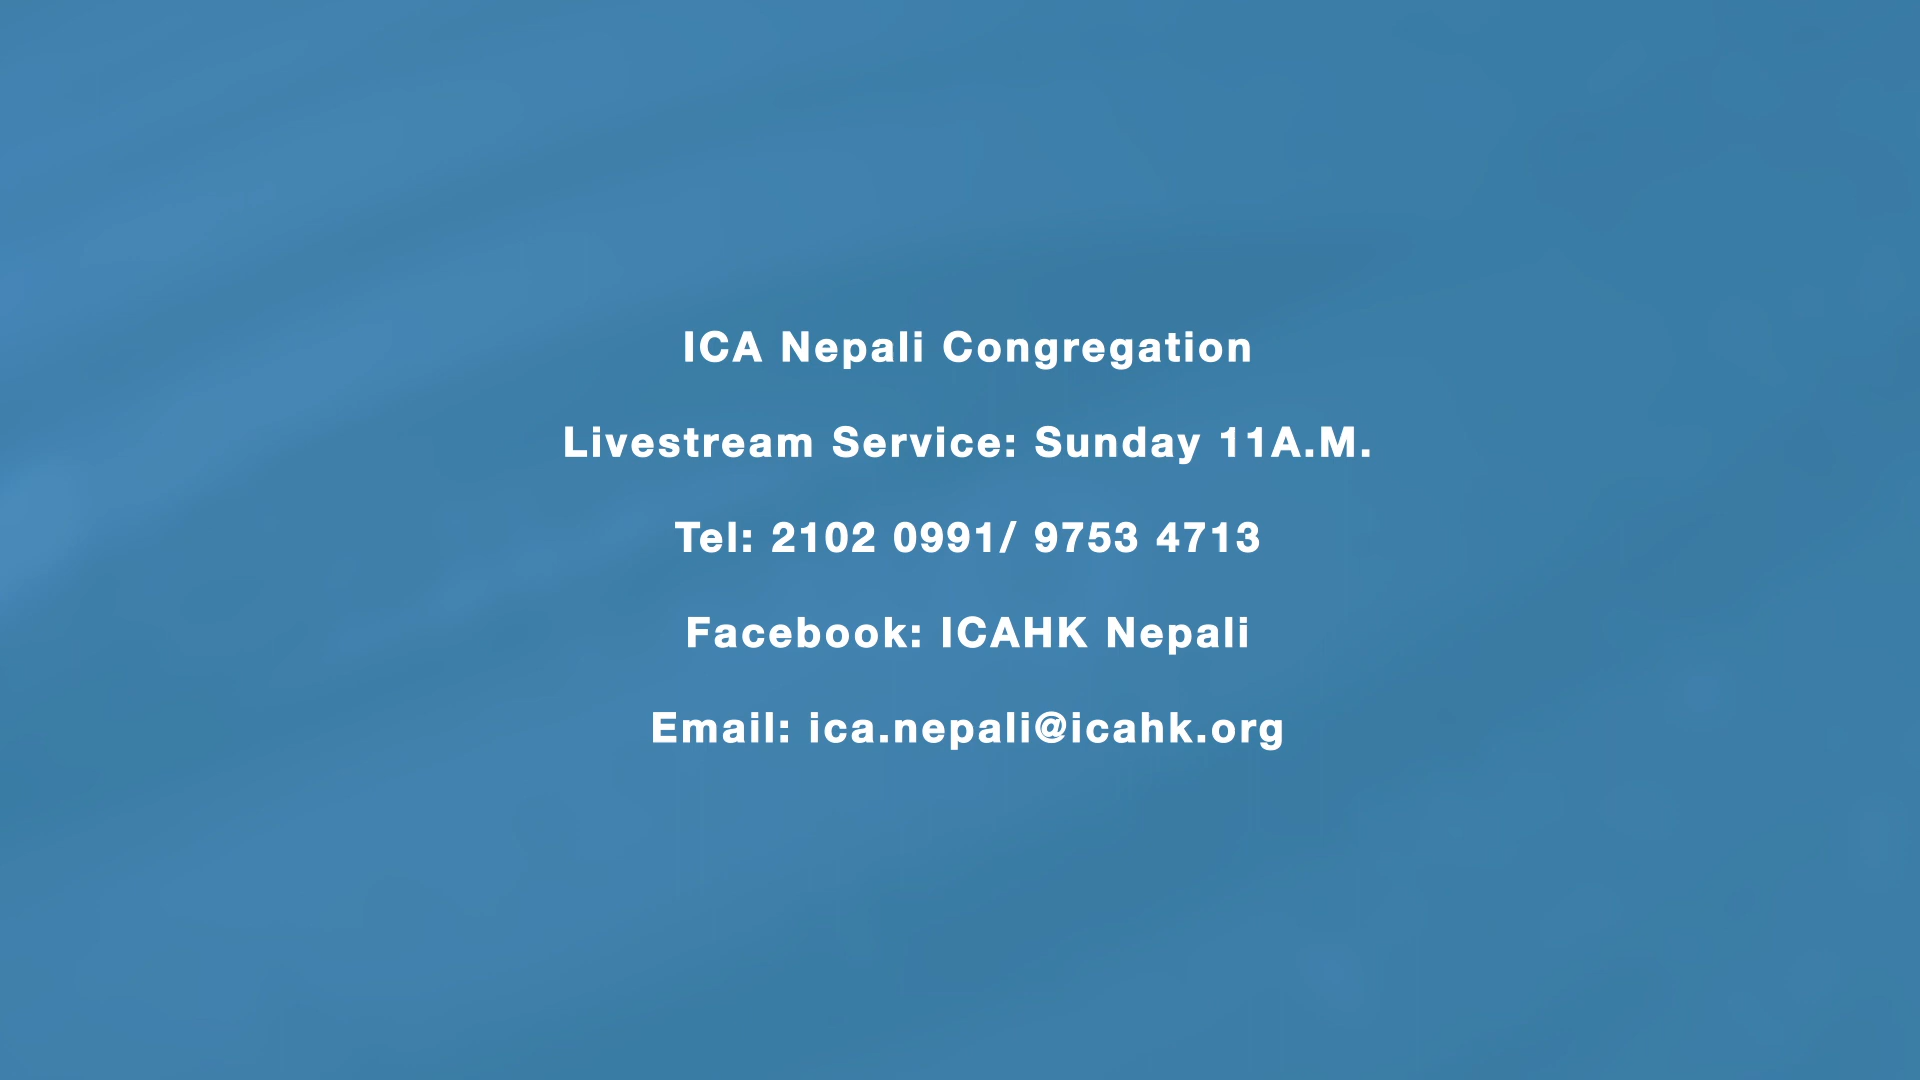 ICA Nepali Congregation
Livestream Service: Sunday 11A.M.
Tel: 2102 0991/ 9753 4713
Facebook: ICAHK Nepali
Email: ica.nepali@icahk.org